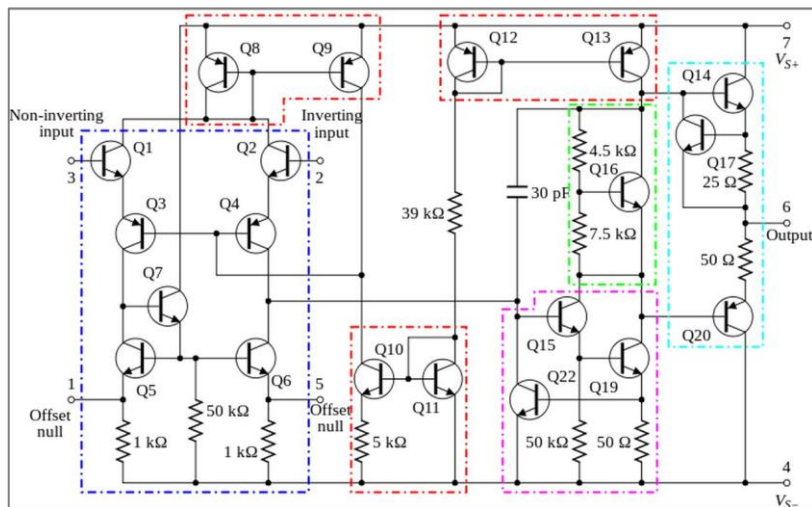 Q8
Q9
Q12
Q13
7
V_S+
Q14
Non-inverting
input
Inverting
input
Q1
Q2
3
2
4.5 kΩ
Q16
Q17
25 Ω
30 pF
6
Output
Q3
Q4
39 kΩ
7.5 kΩ
50 Ω
Q7
Q15
Q20
Q10
Q11
Q5
Q6
Q22
Q19
1
5
Offset
null
Offset
null
50 kΩ
1 kΩ
1 kΩ
5 kΩ
50 kΩ
50 Ω
4
V_S−